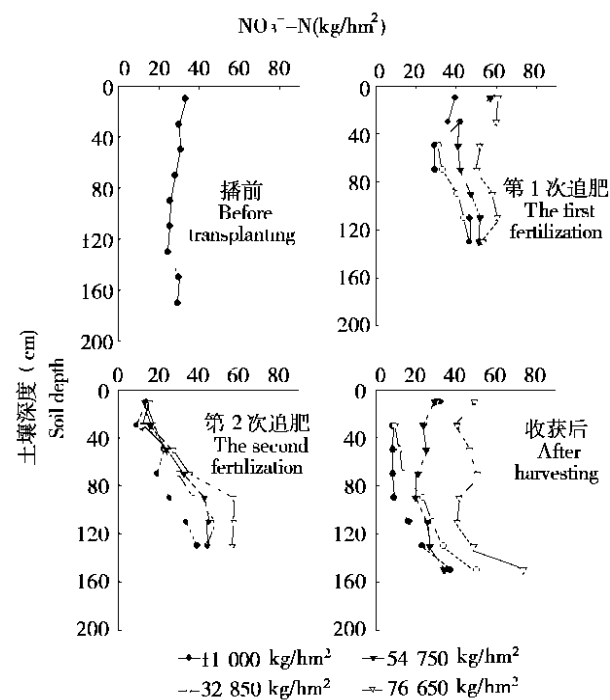 NO₃⁻-N(kg/hm²)
0 20 40 60 80
0 20 40 60 80
0
40
80
120
160
200
播前
Before
transplanting
0
40
80
120
160
200
第1次追肥
The first
fertilization
土壤深度(cm)
Soil depth
0 20 40 60 80
0 20 40 60 80
0
40
80
120
160
200
第2次追肥
The second
fertilization
0
40
80
120
160
200
收获后
After
harvesting
11 000 kg/hm²
54 750 kg/hm²
32 850 kg/hm²
76 650 kg/hm²